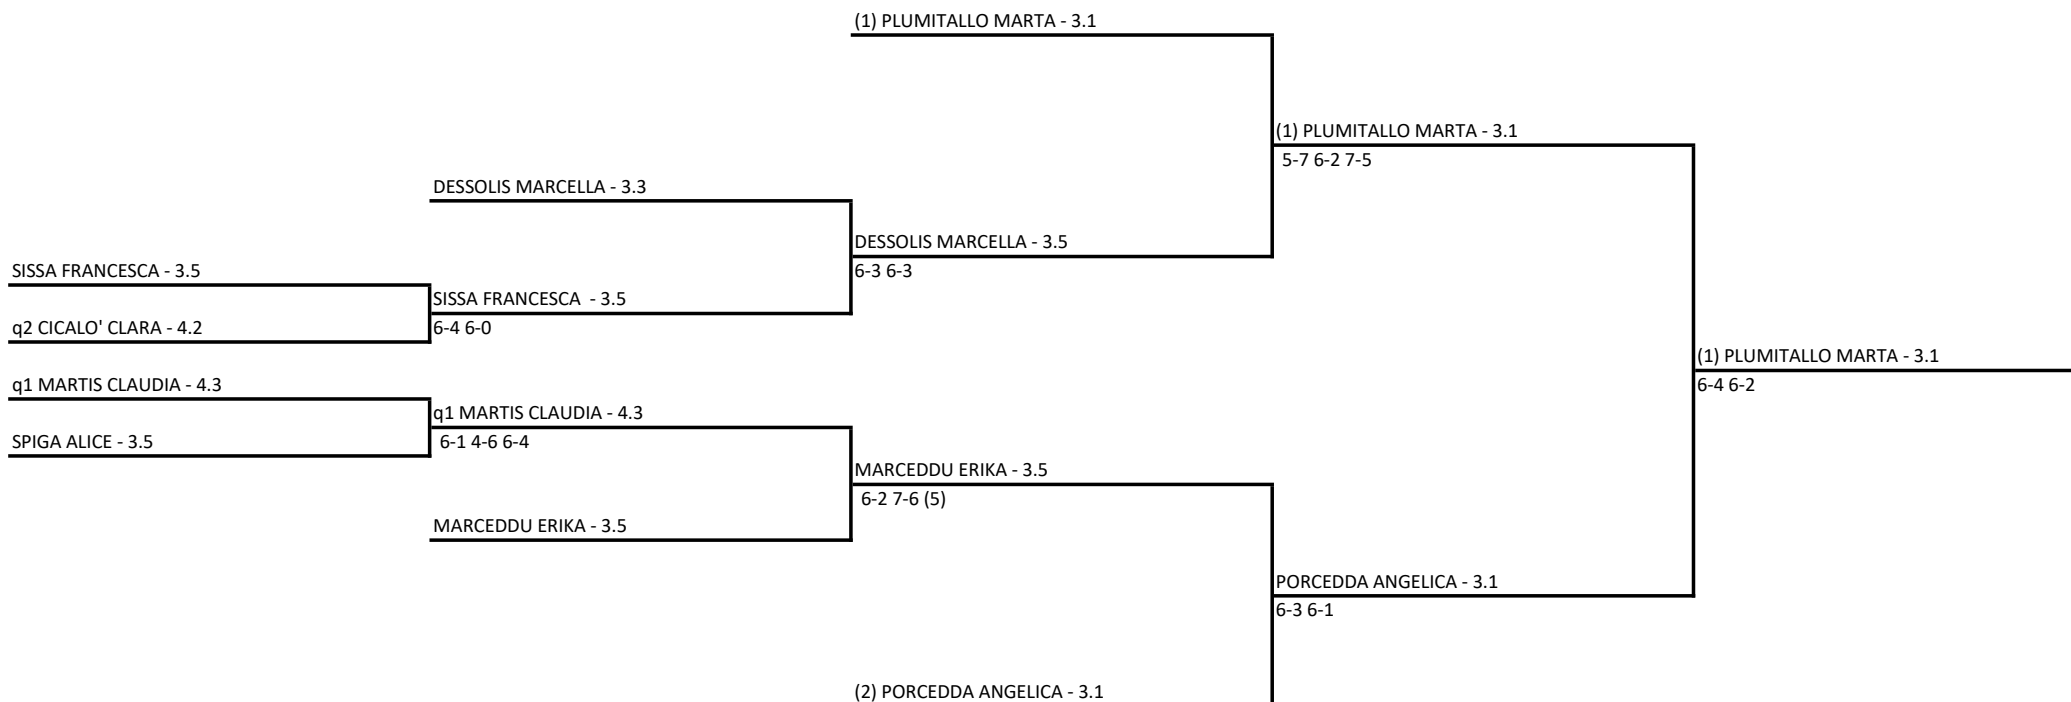 (1) PLUMITALLO MARTA - 3.1
(1) PLUMITALLO MARTA - 3.1
5-7 6-2 7-5
DESSOLIS MARCELLA - 3.3
DESSOLIS MARCELLA - 3.5
6-3 6-3
SISSA FRANCESCA - 3.5
SISSA FRANCESCA - 3.5
q2 CICALO' CLARA - 4.2
6-4 6-0
(1) PLUMITALLO MARTA - 3.1
6-4 6-2
q1 MARTIS CLAUDIA - 4.3
q1 MARTIS CLAUDIA - 4.3
SPIGA ALICE - 3.5
6-1 4-6 6-4
MARCEDDU ERIKA - 3.5
6-2 7-6 (5)
MARCEDDU ERIKA - 3.5
PORCEDDA ANGELICA - 3.1
6-3 6-1
(2) PORCEDDA ANGELICA - 3.1